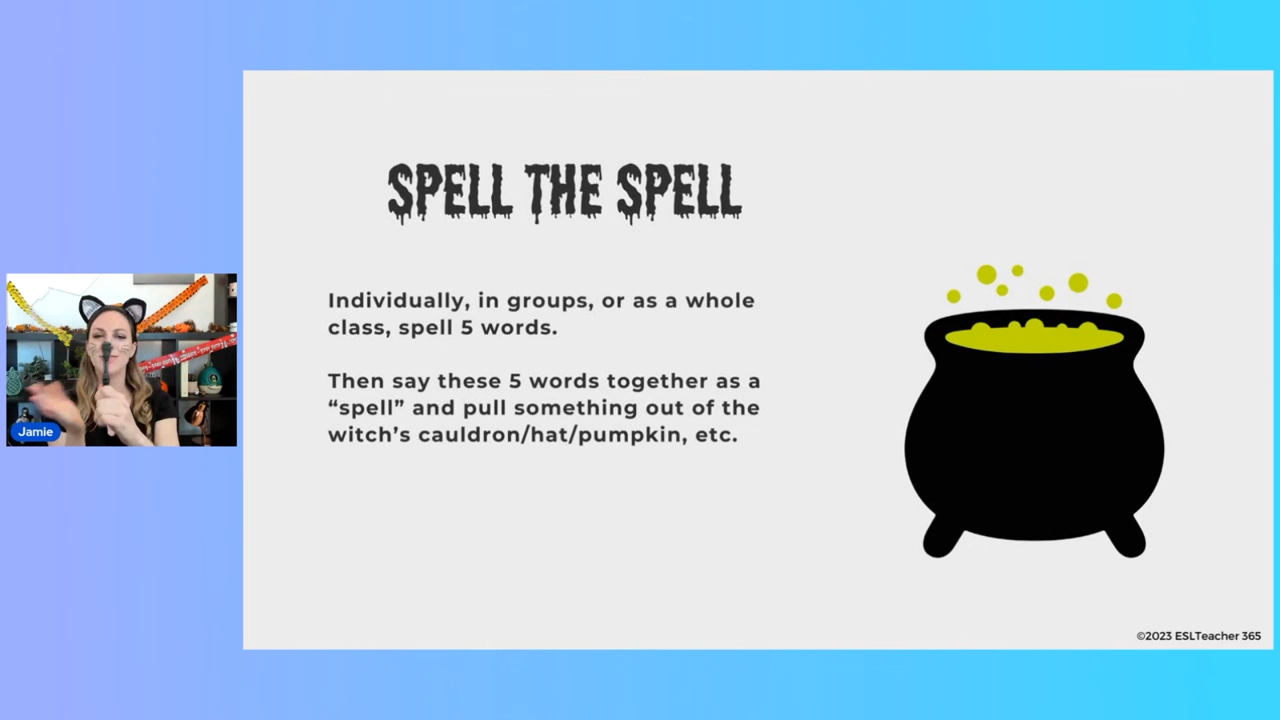 SPELL THE SPELL
Individually, in groups, or as a whole
class, spell 5 words.
Then say these 5 words together as a
“spell” and pull something out of the
witch’s cauldron/hat/pumpkin, etc.
Jamie
©2023 ESLTeacher 365